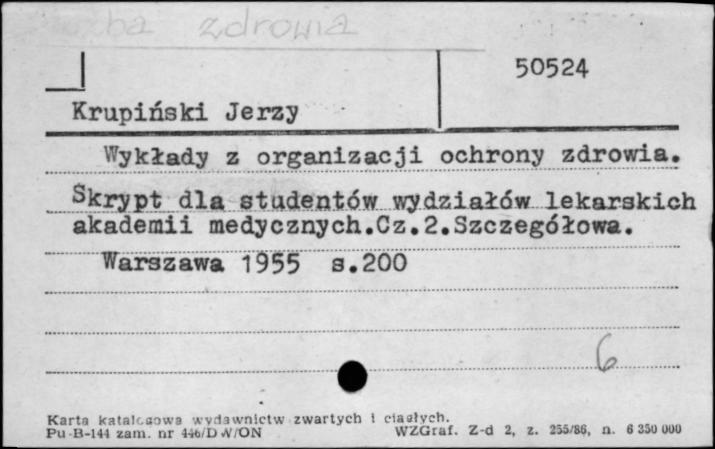 zdrowia
50524
Krupiński Jerzy
Wykłady z organizacji ochrony zdrowia.
Skrypt dla studentów wydziałów lekarskich
akademii medycznych.Cz.2.Szczegółowa.
Warszawa 1955 s.200
6
Karta katalogowa wydawnictw zwartych i ciągłych.
Pu-B-144 zam. nr 446/DW/ON WZGraf. Z-d 2, z. 255/86, n. 6 350 000